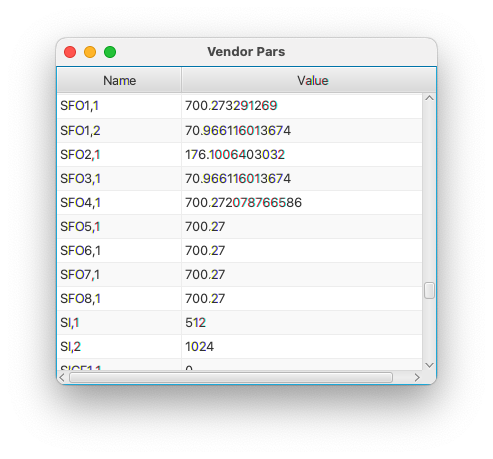 Vendor Pars
Name Value
SFO1,1 700.273291269
SFO1,2 70.966116013674
SFO2,1 176.1006403032
SFO3,1 70.966116013674
SFO4,1 700.272078766586
SFO5,1 700.27
SFO6,1 700.27
SFO7,1 700.27
SFO8,1 700.27
SI,1 512
SI,2 1024